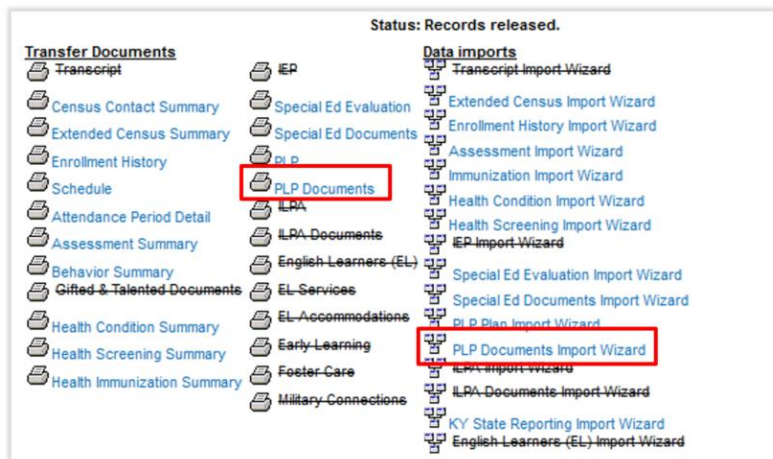 Status: Records released.
Transfer Documents
Transcript
Census Contact Summary
Extended Census Summary
Enrollment History
Schedule
Attendance Period Detail
Assessment Summary
Behavior Summary
Gifted & Talented Documents
Health Condition Summary
Health Screening Summary
Health Immunization Summary
IEP
Special Ed Evaluation
Special Ed Documents
PLP
PLP Documents
ILPA
ILPA Documents
English Learners (EL)
EL Services
EL Accommodations
Early Learning
Foster Care
Military Connections
Data imports
Transcript Import Wizard
Extended Census Import Wizard
Enrollment History Import Wizard
Assessment Import Wizard
Immunization Import Wizard
Health Condition Import Wizard
Health Screening Import Wizard
IEP Import Wizard
Special Ed Evaluation Import Wizard
Special Ed Documents Import Wizard
PLP Plan Import Wizard
PLP Documents Import Wizard
ILPA Import Wizard
ILPA Documents Import Wizard
KY State Reporting Import Wizard
English Learners (EL) Import Wizard